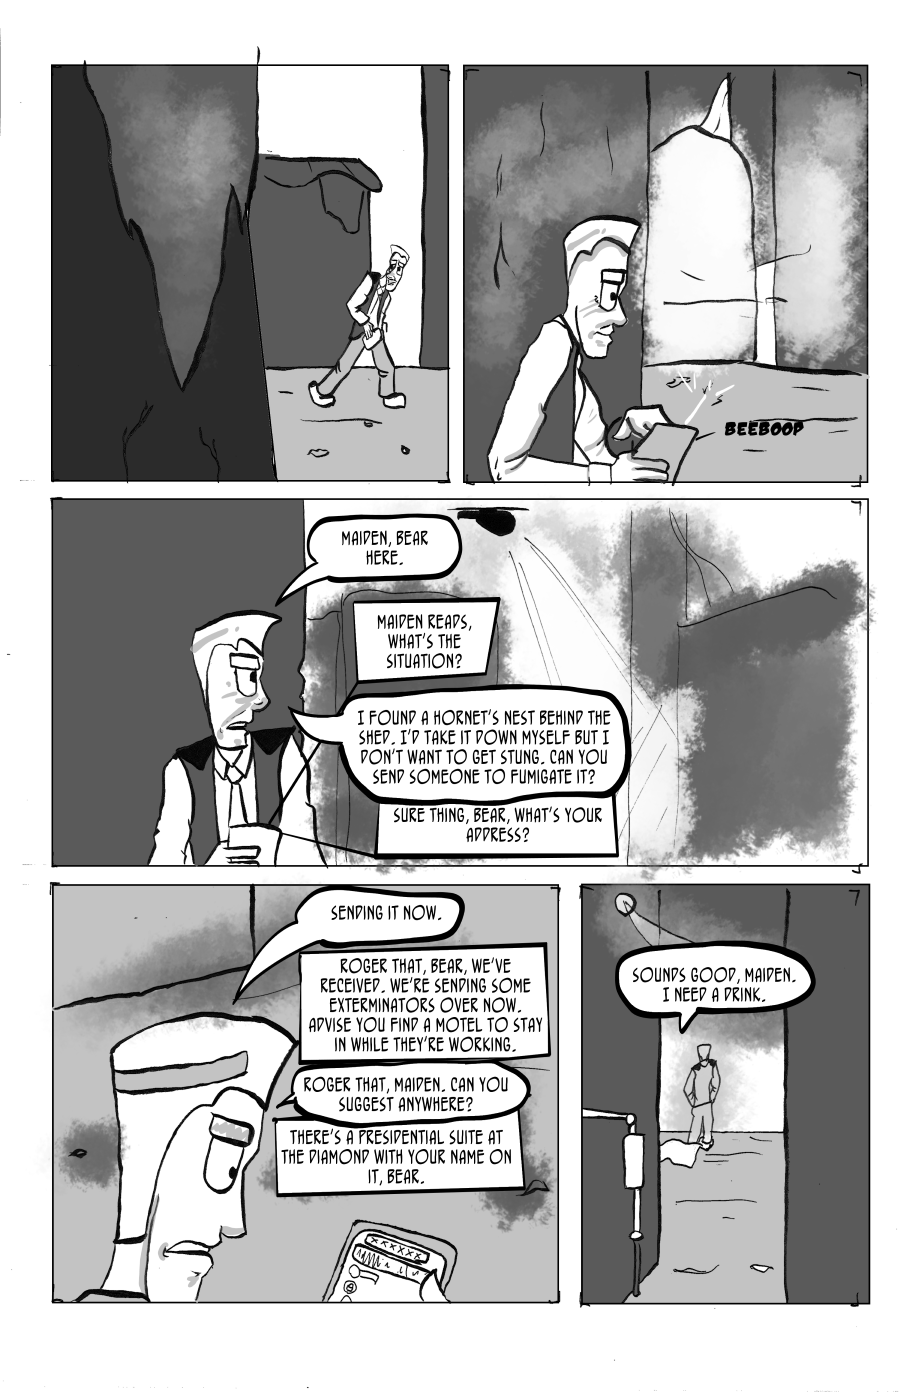 BEEBOOP
MAIDEN, BEAR
HERE.
MAIDEN READS,
WHAT'S THE
SITUATION?
I FOUND A HORNET'S NEST BEHIND THE
SHED. I'D TAKE IT DOWN MYSELF BUT I
DON'T WANT TO GET STUNG. CAN YOU
SEND SOMEONE TO FUMIGATE IT?
SURE THING, BEAR, WHAT'S YOUR
ADDRESS?
SENDING IT NOW.
ROGER THAT, BEAR, WE'VE
RECEIVED. WE'RE SENDING SOME
EXTERMINATORS OVER NOW.
ADVISE YOU FIND A MOTEL TO STAY
IN WHILE THEY'RE WORKING.
ROGER THAT, MAIDEN. CAN YOU
SUGGEST ANYWHERE?
THERE'S A PRESIDENTIAL SUITE AT
THE DIAMOND WITH YOUR NAME ON
IT, BEAR.
XXXXX
SOUNDS GOOD, MAIDEN.
I NEED A DRINK.